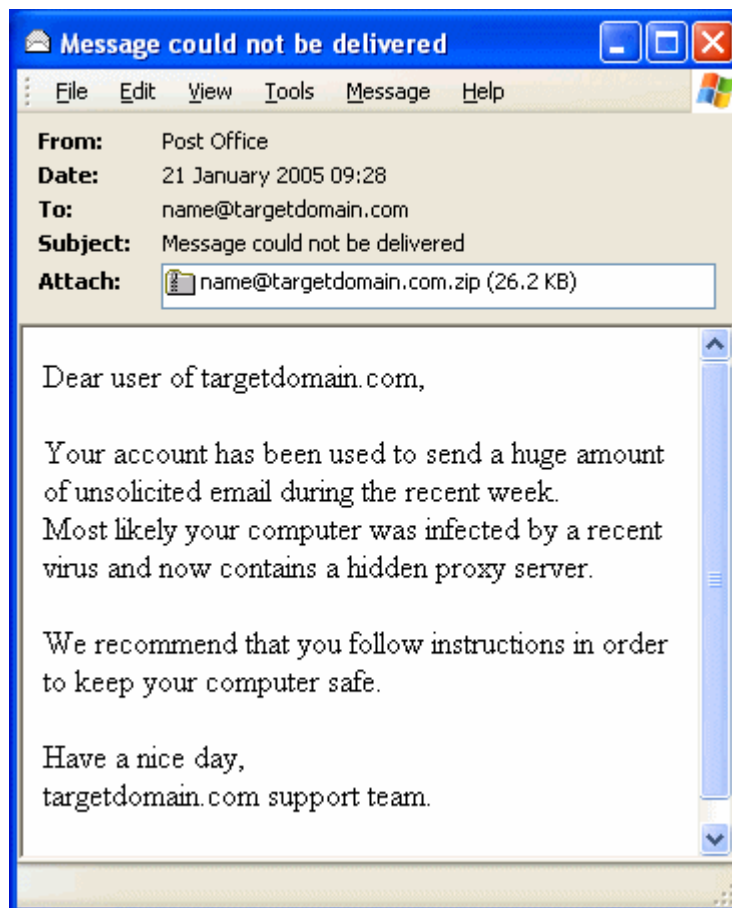 Message could not be delivered
File Edit View Tools Message Help
From: Post Office
Date: 21 January 2005 09:28
To: name@targetdomain.com
Subject: Message could not be delivered
Attach: name@targetdomain.com.zip (26.2 KB)
Dear user of targetdomain.com,
Your account has been used to send a huge amount
of unsolicited email during the recent week.
Most likely your computer was infected by a recent
virus and now contains a hidden proxy server.
We recommend that you follow instructions in order
to keep your computer safe.
Have a nice day,
targetdomain.com support team.